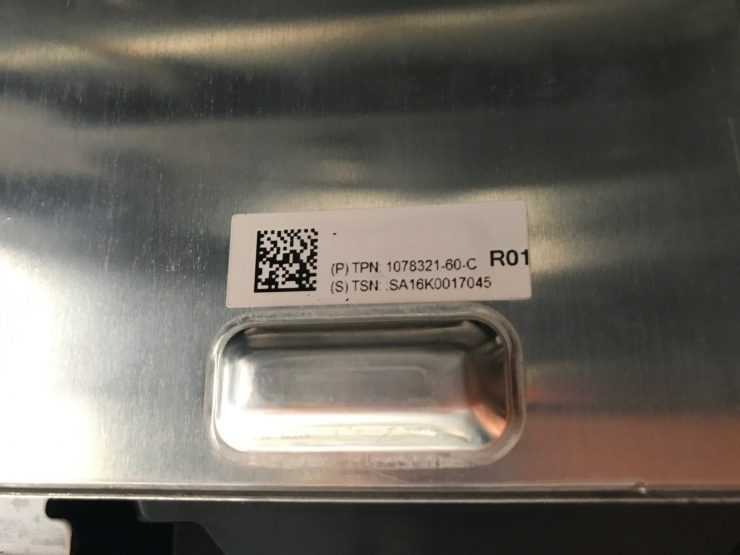 (P) TPN: 1078321-60-C R01
(S) TSN: .SA16K0017045